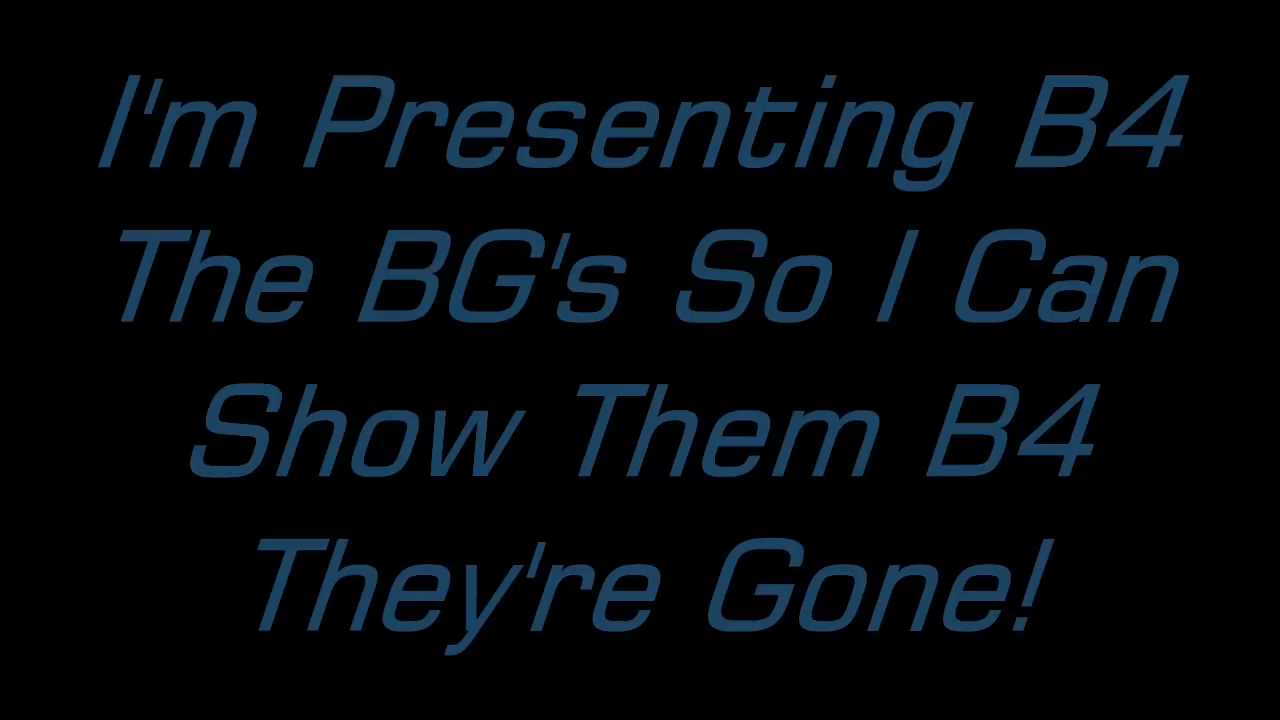 I'm Presenting B4
The BG's So I Can
Show Them B4
They're Gone!